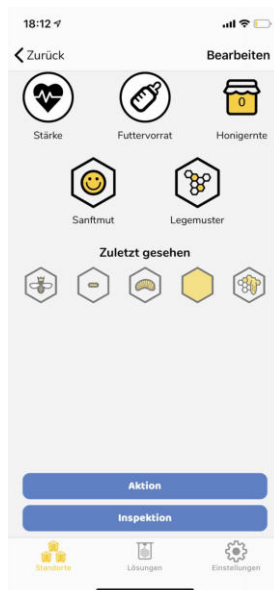 18:12
Zurück Bearbeiten
0
Stärke Futtervorrat Honigernte
Sanftmut Legemuster
Zuletzt gesehen
Aktion
Inspektion
Standorte Lösungen Einstellungen